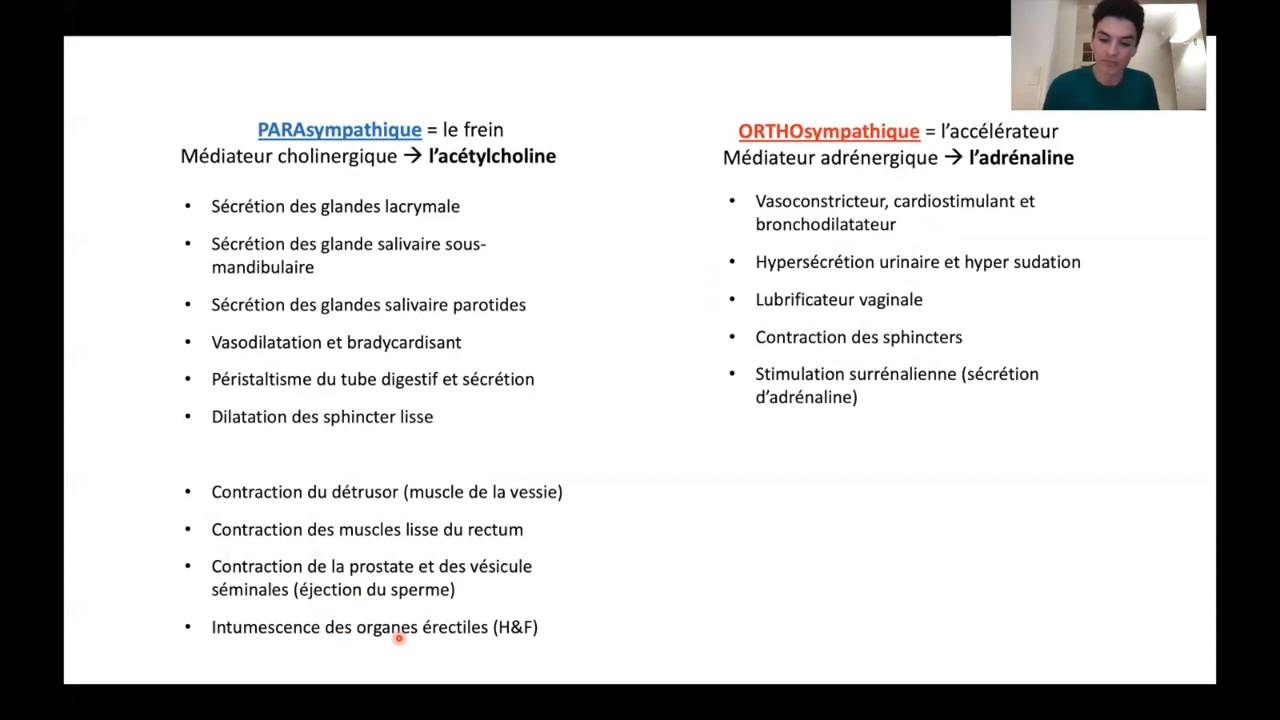 PARAsympathique = le frein
Médiateur cholinergique → l'acétylcholine
• Sécrétion des glandes lacrymale
• Sécrétion des glande salivaire sous-
mandibulaire
• Sécrétion des glandes salivaire parotides
• Vasodilatation et bradycardisant
• Péristaltisme du tube digestif et sécrétion
• Dilatation des sphincter lisse
• Contraction du détrusor (muscle de la vessie)
• Contraction des muscles lisse du rectum
• Contraction de la prostate et des vésicule
séminales (éjection du sperme)
• Intumescence des organes érectiles (H&F)
ORTHOsympathique = l'accélérateur
Médiateur adrénergique → l'adrénaline
• Vasoconstricteur, cardiostimulant et
bronchodilatateur
• Hypersécrétion urinaire et hyper sudation
• Lubrificateur vaginale
• Contraction des sphincters
• Stimulation surrénalienne (sécrétion
d'adrénaline)